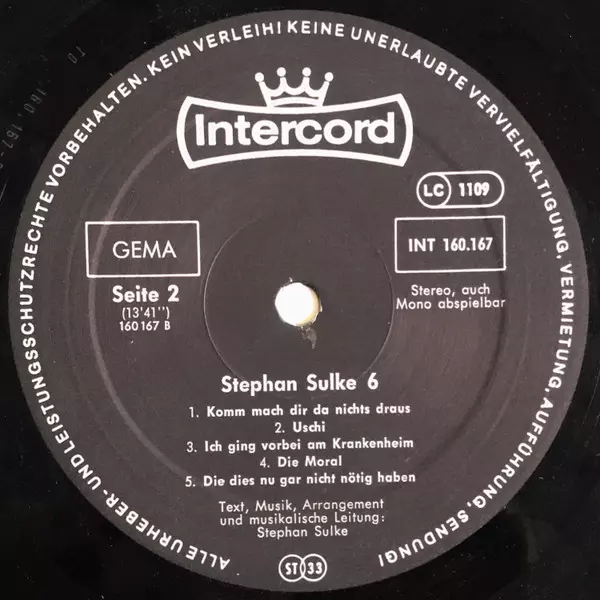 ALLE URHEBER- UND LEISTUNGSSCHUTZRECHTE VORBEHALTEN. KEIN VERLEIH! KEINE UNERLAUBTE VERVIELFÄLTIGUNG, VERMIETUNG, AUFFÜHRUNG, SENDUNG!
Intercord
LC 1109
GEMA
INT 160.167
Seite 2
(13'41'')
160167 B
Stereo, auch
Mono abspielbar
Stephan Sulke 6
1. Komm mach dir da nichts draus
2. Uschi
3. Ich ging vorbei am Krankenheim
4. Die Moral
5. Die dies nu gar nicht nötig haben
Text, Musik, Arrangement
und musikalische Leitung:
Stephan Sulke
ST 33